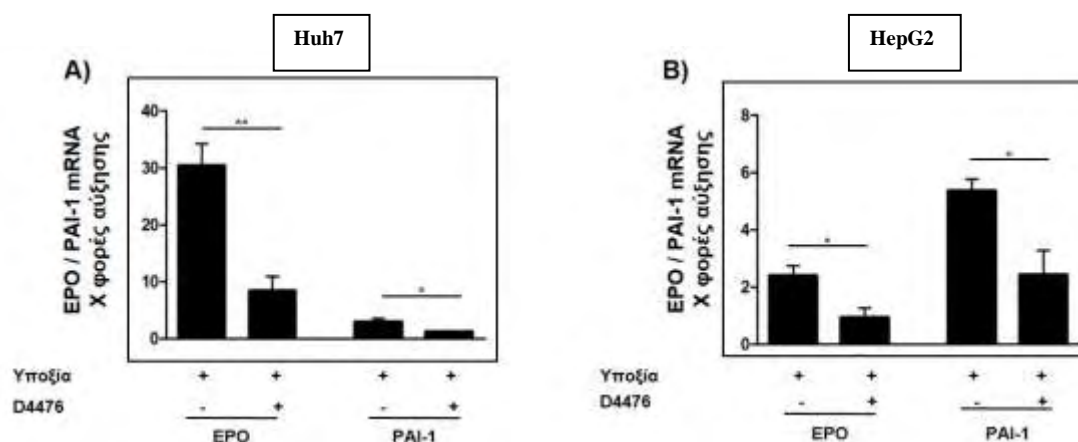 Huh7
A)
EPO / PAI-1 mRNA
Χ φορές αύξησης
40
30
20
10
0
**
*
Υποξία + + + +
D4476 - + - +
EPO PAI-1
HepG2
B)
EPO / PAI-1 mRNA
Χ φορές αύξησης
8
6
4
2
0
*
*
Υποξία + + + +
D4476 - + - +
EPO PAI-1